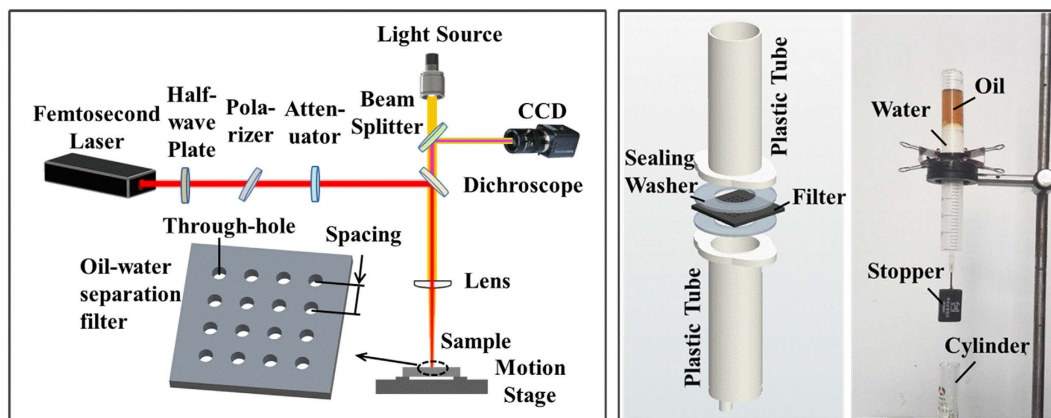 Light Source
Femtosecond
Laser
Half-
wave
Plate
Pola-
rizer
Atten-
uator
Beam
Splitter
CCD
Dichroscope
Through-hole
Spacing
Oil-water
separation
filter
Lens
Sample
Motion
Stage
Plastic Tube
Sealing
Washer
Filter
Plastic Tube
Oil
Water
Stopper
Cylinder